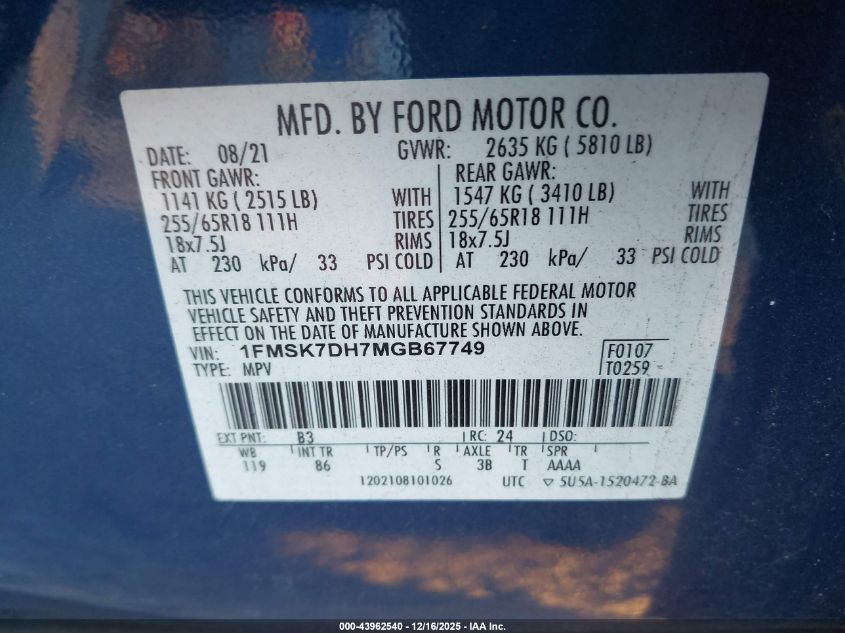 MFD. BY FORD MOTOR CO.
DATE: 08/21 GVWR: 2635 KG ( 5810 LB)
FRONT GAWR: REAR GAWR:
1141 KG ( 2515 LB) WITH 1547 KG ( 3410 LB) WITH
255/65R18 111H TIRES 255/65R18 111H TIRES
18x7.5J RIMS 18x7.5J RIMS
AT 230 kPa/ 33 PSI COLD AT 230 kPa/ 33 PSI COLD
THIS VEHICLE CONFORMS TO ALL APPLICABLE FEDERAL MOTOR
VEHICLE SAFETY AND THEFT PREVENTION STANDARDS IN
EFFECT ON THE DATE OF MANUFACTURE SHOWN ABOVE.
VIN: 1FMSK7DH7MGB67749 F0107
TYPE: MPV T0259
EXT PNT: B3 RC: 24 DSO:
WB INT TR TP/PS R AXLE TR SPR
119 86 S 3B T AAAA
1202108101026 UTC ▽ 5U5A-1520472-BA
000-43962540 - 12/16/2025 - IAA Inc.